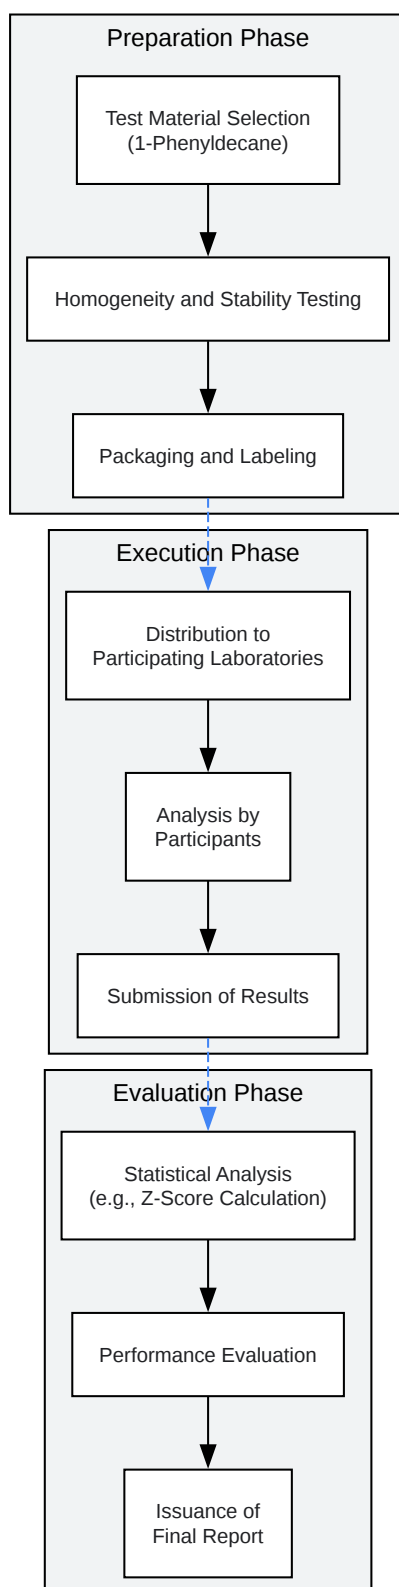 Preparation Phase
Test Material Selection
(1-Phenyldecane)
Homogeneity and Stability Testing
Packaging and Labeling
Execution Phase
Distribution to
Participating Laboratories
Analysis by
Participants
Submission of Results
Evaluation Phase
Statistical Analysis
(e.g., Z-Score Calculation)
Performance Evaluation
Issuance of
Final Report